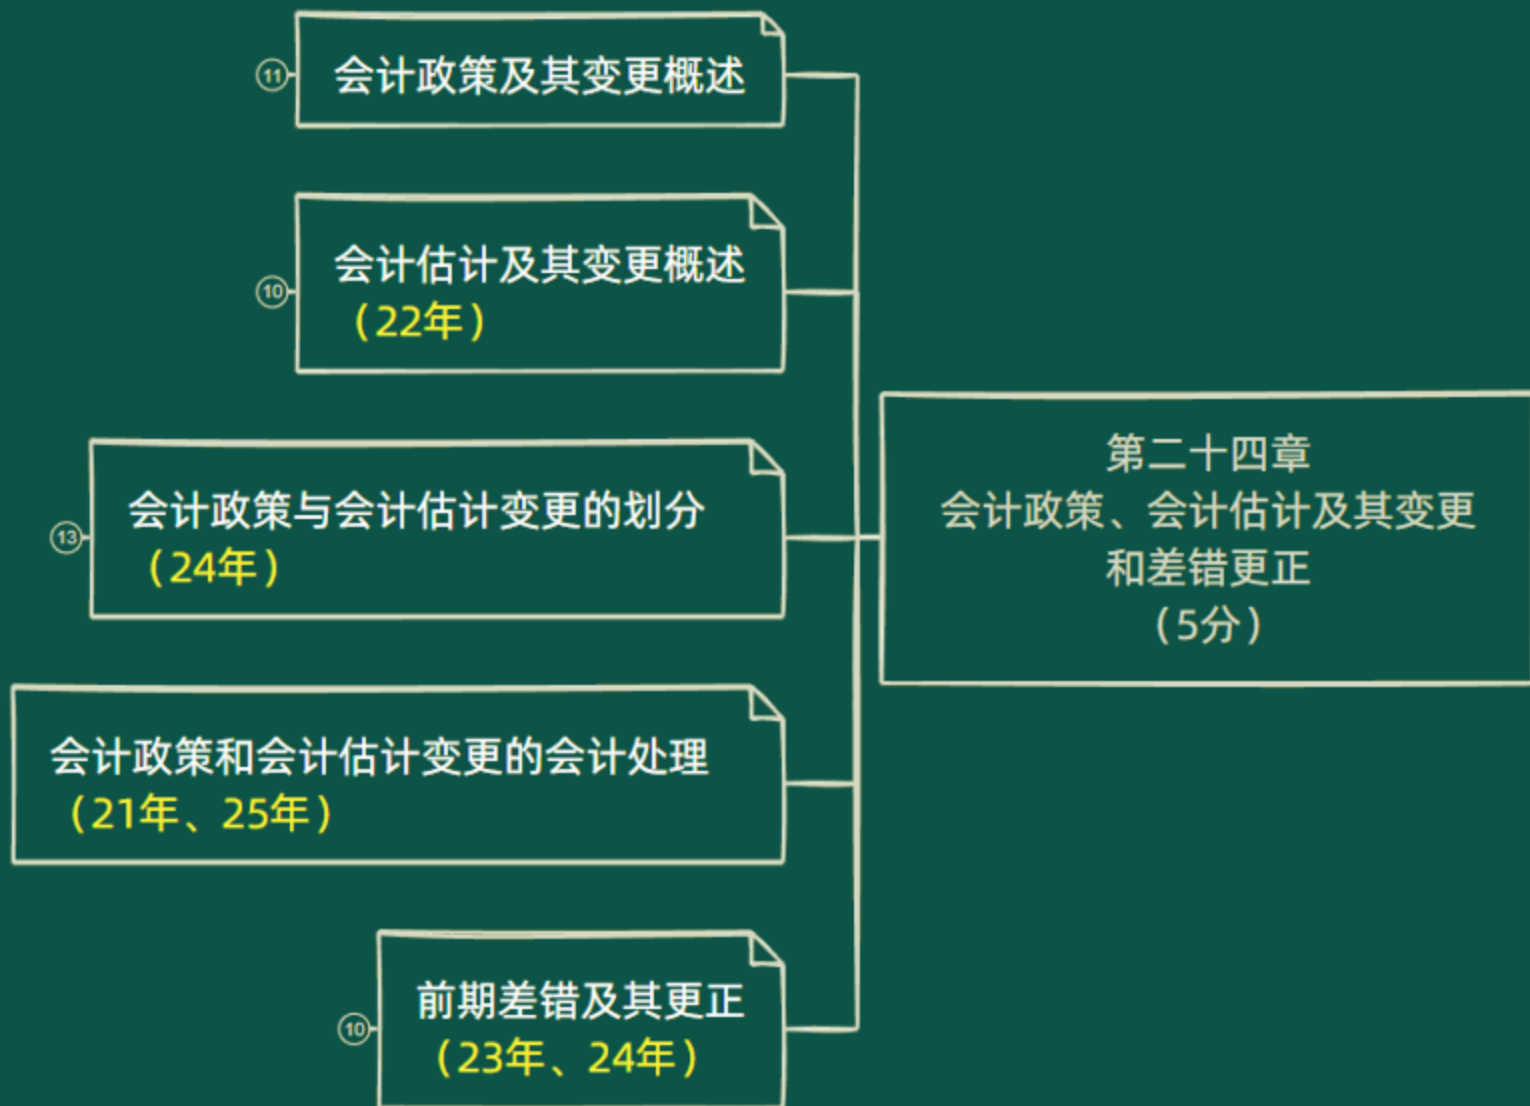 ⑪
会计政策及其变更概述
⑩
会计估计及其变更概述
（22年）
⑬
会计政策与会计估计变更的划分
（24年）
会计政策和会计估计变更的会计处理
（21年、25年）
⑩
前期差错及其更正
（23年、24年）
第二十四章
会计政策、会计估计及其变更
和差错更正
（5分）